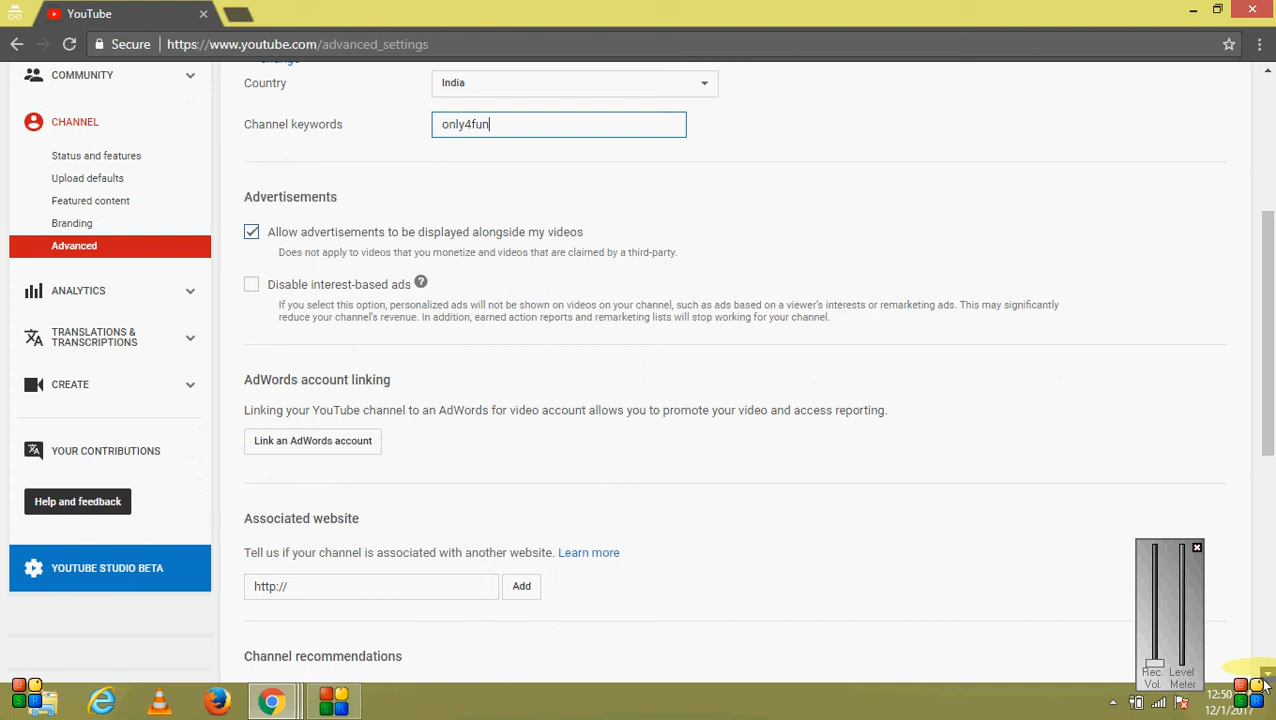 YouTube
Secure
https://www.youtube.com/advanced_settings
COMMUNITY
CHANNEL
Status and features
Upload defaults
Featured content
Branding
Advanced
ANALYTICS
TRANSLATIONS &
TRANSCRIPTIONS
CREATE
YOUR CONTRIBUTIONS
Help and feedback
YOUTUBE STUDIO BETA
Country
India
Channel keywords
only4fun
Advertisements
Allow advertisements to be displayed alongside my videos
Does not apply to videos that you monetize and videos that are claimed by a third-party.
Disable interest-based ads ?
If you select this option, personalized ads will not be shown on videos on your channel, such as ads based on a viewer's interests or remarketing ads. This may significantly
reduce your channel's revenue. In addition, earned action reports and remarketing lists will stop working for your channel.
AdWords account linking
Linking your YouTube channel to an AdWords for video account allows you to promote your video and access reporting.
Link an AdWords account
Associated website
Tell us if your channel is associated with another website. Learn more
http://
Add
Channel recommendations
Rec. Level
Vol. Meter
12:50
12/1/2017